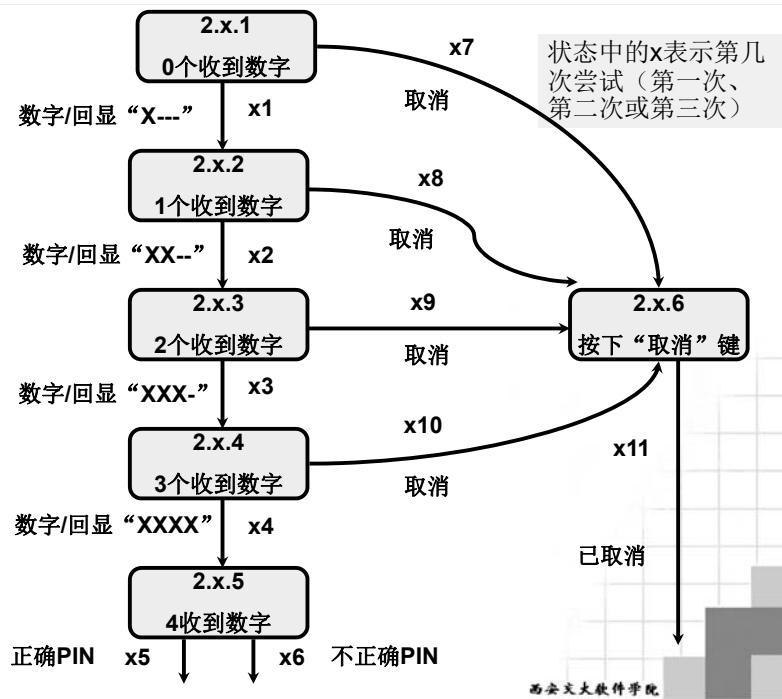 2.x.1
0个收到数字
x7
取消
状态中的x表示第几
次尝试（第一次、
第二次或第三次）
数字/回显“X---”
x1
2.x.2
1个收到数字
x8
取消
数字/回显“XX--”
x2
2.x.3
2个收到数字
x9
取消
2.x.6
按下“取消”键
数字/回显“XXX-”
x3
x10
取消
2.x.4
3个收到数字
x11
数字/回显“XXXX”
x4
已取消
2.x.5
4收到数字
正确PIN
x5
x6
不正确PIN
西安交大软件学院